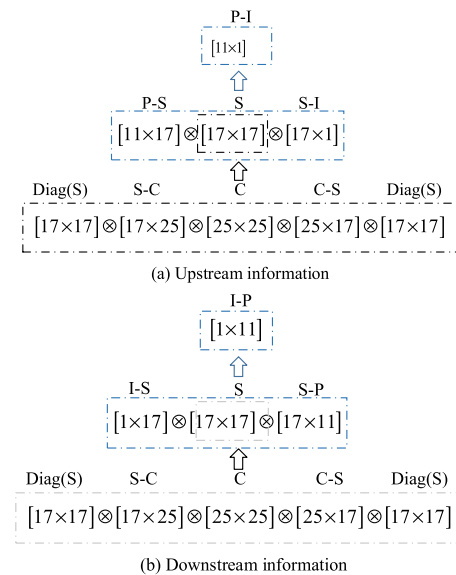 P-I
[11×1]
P-S S S-I
[11×17]⊗[17×17]⊗[17×1]
Diag(S) S-C C C-S Diag(S)
[17×17]⊗[17×25]⊗[25×25]⊗[25×17]⊗[17×17]
(a) Upstream information
I-P
[1×11]
I-S S S-P
[1×17]⊗[17×17]⊗[17×11]
Diag(S) S-C C C-S Diag(S)
[17×17]⊗[17×25]⊗[25×25]⊗[25×17]⊗[17×17]
(b) Downstream information